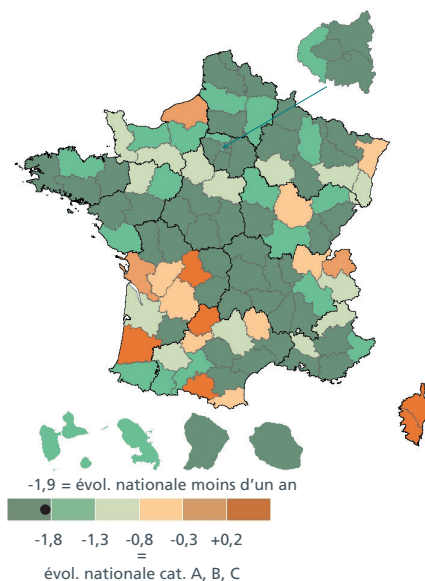 -1,9 = évol. nationale moins d'un an
-1,8 -1,3 -0,8 -0,3 +0,2
=
évol. nationale cat. A, B, C